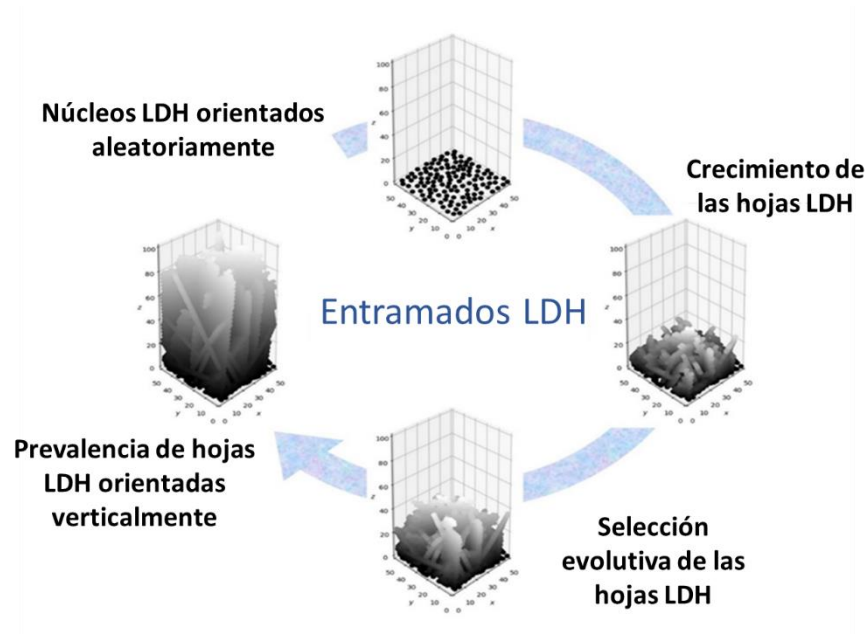 Núcleos LDH orientados
aleatoriamente
Crecimiento de
las hojas LDH
Entramados LDH
Prevalencia de hojas
LDH orientadas
verticalmente
Selección
evolutiva de las
hojas LDH